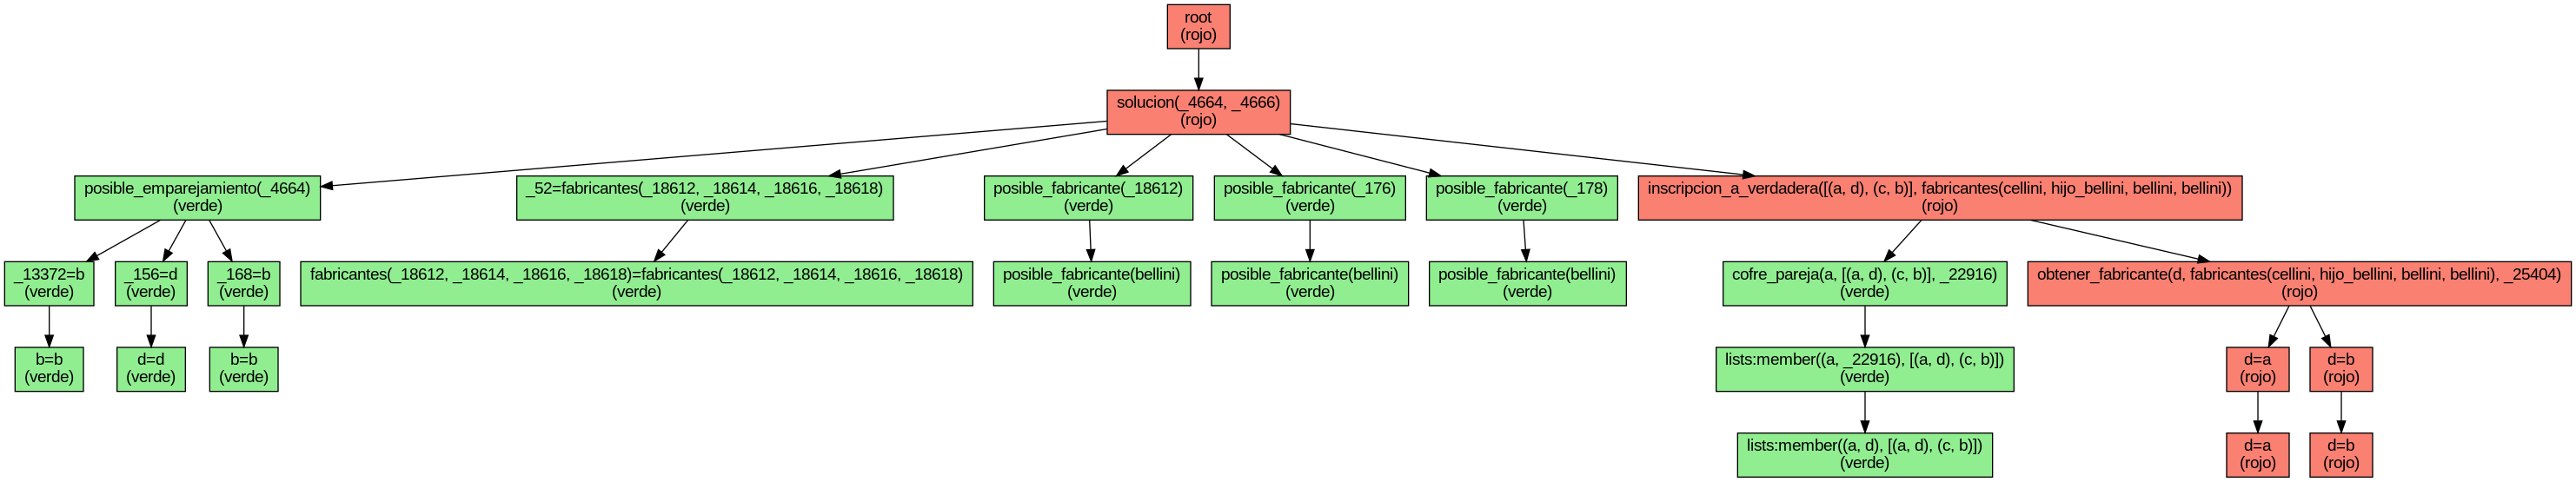 root
(rojo)
solucion(_4664, _4666)
(rojo)
posible_emparejamiento(_4664)
(verde)
_52=fabricantes(_18612, _18614, _18616, _18618)
(verde)
posible_fabricante(_18612)
(verde)
posible_fabricante(_176)
(verde)
posible_fabricante(_178)
(verde)
inscripcion_a_verdadera([(a, d), (c, b)], fabricantes(cellini, hijo_bellini, bellini, bellini))
(rojo)
_13372=b
(verde)
_156=d
(verde)
_168=b
(verde)
fabricantes(_18612, _18614, _18616, _18618)=fabricantes(_18612, _18614, _18616, _18618)
(verde)
posible_fabricante(bellini)
(verde)
posible_fabricante(bellini)
(verde)
posible_fabricante(bellini)
(verde)
cofre_pareja(a, [(a, d), (c, b)], _22916)
(verde)
obtener_fabricante(d, fabricantes(cellini, hijo_bellini, bellini, bellini), _25404)
(rojo)
b=b
(verde)
d=d
(verde)
b=b
(verde)
lists:member((a, _22916), [(a, d), (c, b)])
(verde)
d=a
(rojo)
d=b
(rojo)
lists:member((a, d), [(a, d), (c, b)])
(verde)
d=a
(rojo)
d=b
(rojo)